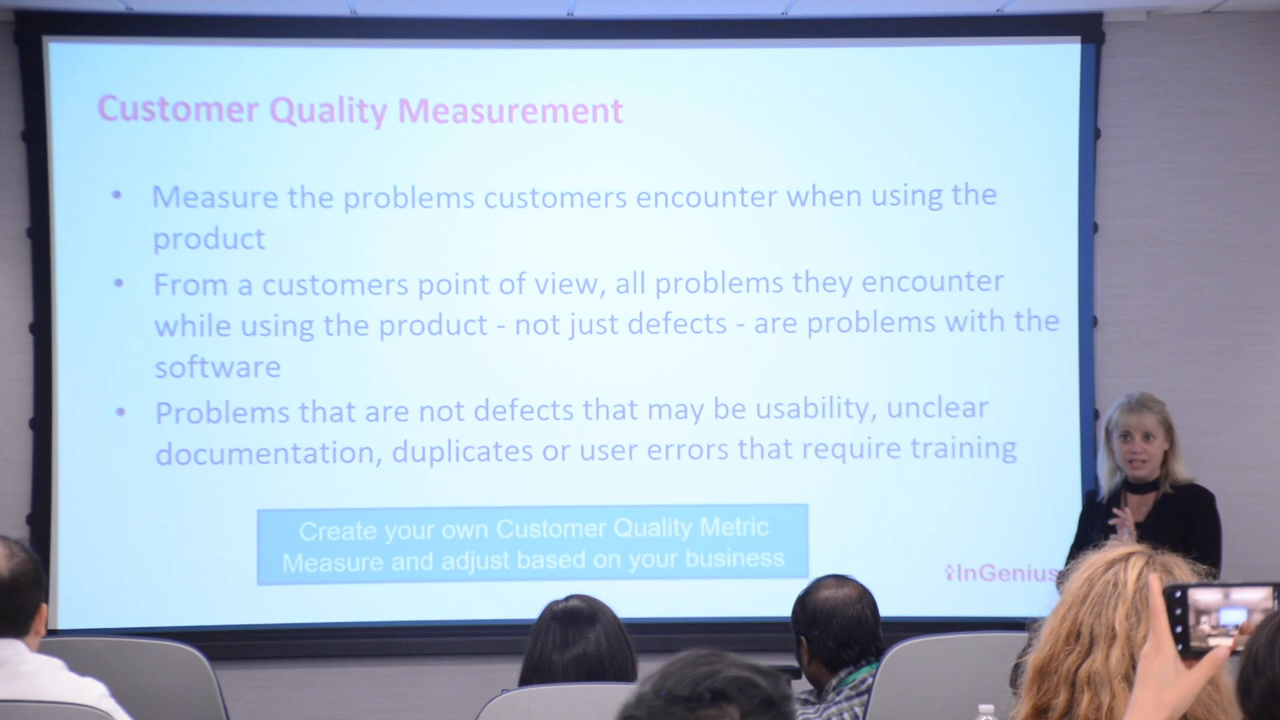 Customer Quality Measurement
• Measure the problems customers encounter when using the
product
• From a customers point of view, all problems they encounter
while using the product - not just defects - are problems with the
software
• Problems that are not defects that may be usability, unclear
documentation, duplicates or user errors that require training
Create your own Customer Quality Metric
Measure and adjust based on your business
InGenius